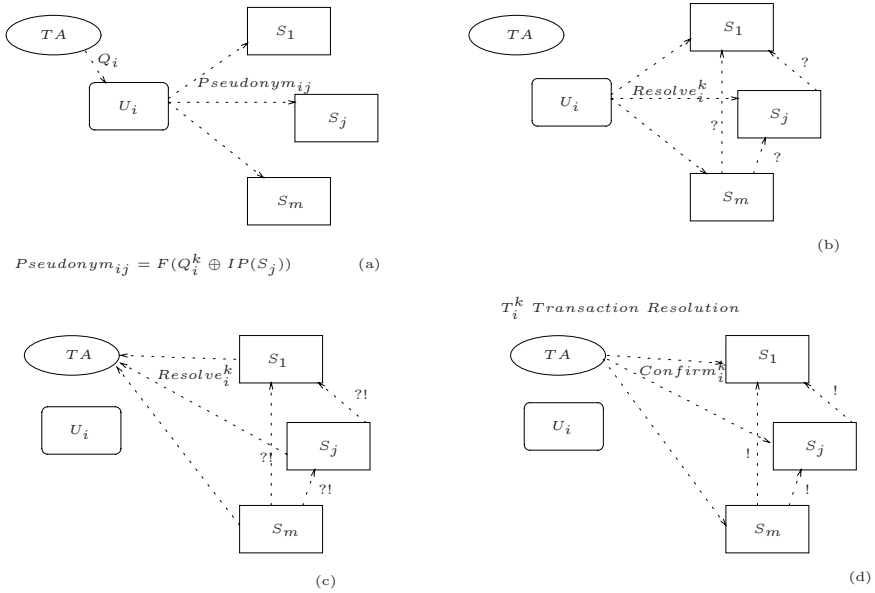 TA
Q_i
U_i
S_1
Pseudonym_ij
S_j
S_m
Pseudonym_ij = F(Q_i^k ⊕ IP(S_j))
(a)
TA
S_1
?
U_i
Resolve_i^k
S_j
?
?
S_m
(b)
TA
S_1
Resolve_i^k
?!
U_i
S_j
?!
?!
S_m
(c)
T_i^k Transaction Resolution
TA
S_1
Confirm_i^k
!
U_i
S_j
!
!
S_m
(d)